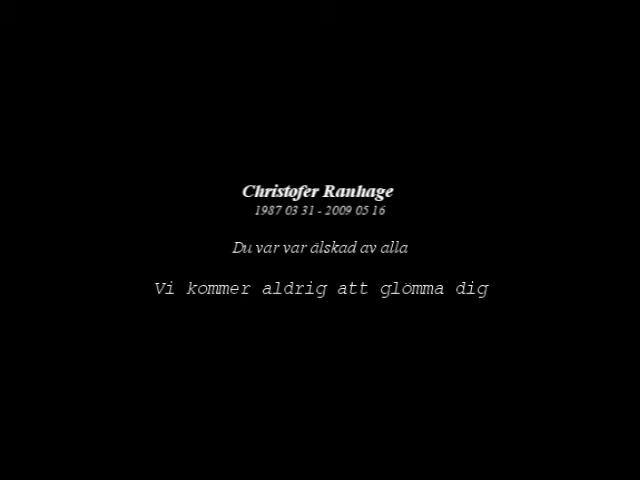 Christofer Ranhage
1987 03 31 - 2009 05 16
Du var var älskad av alla
Vi kommer aldrig att glömma dig